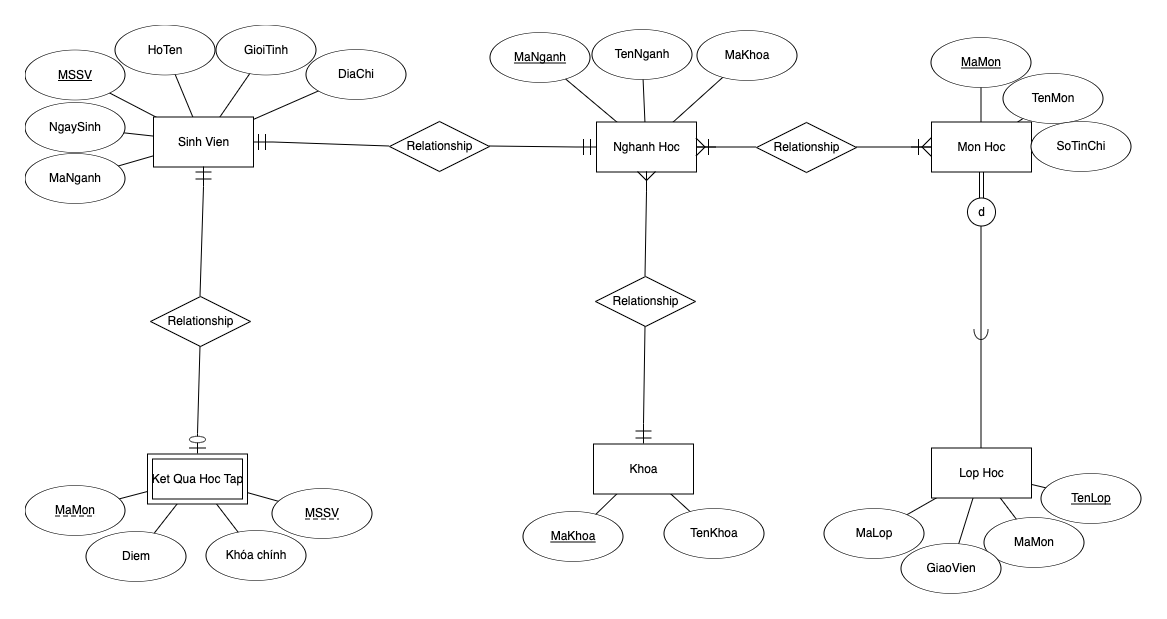 HoTen
GioiTinh
MSSV
DiaChi
NgaySinh
Sinh Vien
MaNganh
MaNganh
TenNganh
MaKhoa
MaMon
TenMon
SoTinChi
Relationship
Nghanh Hoc
Relationship
Mon Hoc
d
Relationship
Relationship
Ket Qua Hoc Tap
MaMon
MSSV
Diem
Khóa chính
Khoa
MaKhoa
TenKhoa
Lop Hoc
TenLop
MaLop
MaMon
GiaoVien